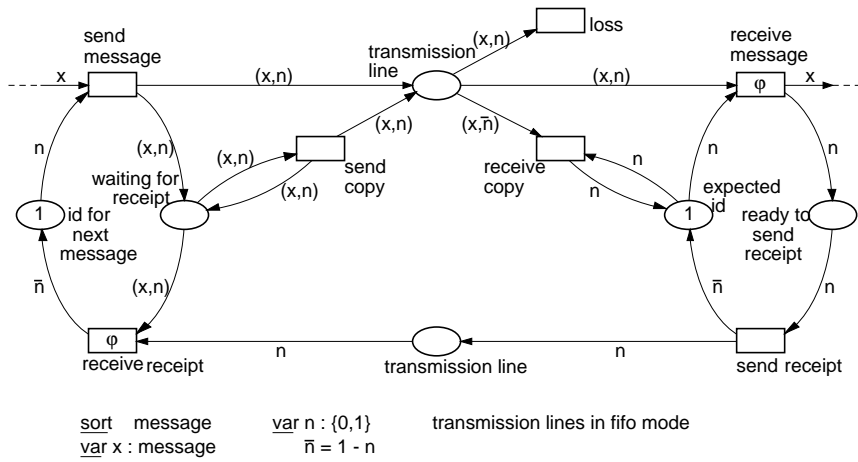 send
message
transmission
line
(x,n)
loss
receive
message
x
(x,n)
(x,n)
φ
x
n
(x,n)
(x,n)
(x,n)
send
copy
(x,n)
(x,n̄)
receive
copy
n
n
n
n
waiting for
receipt
1
id for
next
message
1
expected
id
ready to
send
receipt
n̄
(x,n)
n̄
n
φ
receive receipt
n
transmission line
n
send receipt
sort message
var x : message
var n : {0,1}
n̄ = 1 - n
transmission lines in fifo mode